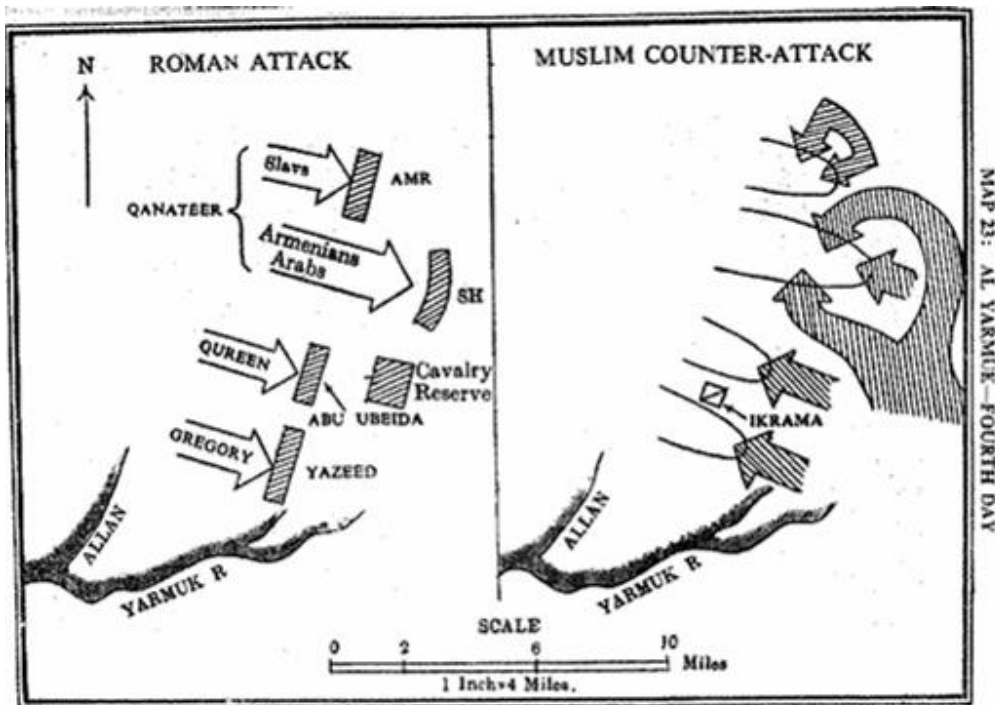 ROMAN ATTACK
N
Slavs
AMR
QANATEER
Armenians
Arabs
SH
QUREEN
Cavalry
Reserve
ABU UBEIDA
GREGORY
YAZEED
ALLAN
YARMUK R
MUSLIM COUNTER-ATTACK
IKRAMA
ALLAN
YARMUK R
SCALE
0 2 6 10
Miles
1 Inch=4 Miles.
MAP 23: AL YARMUK—FOURTH DAY